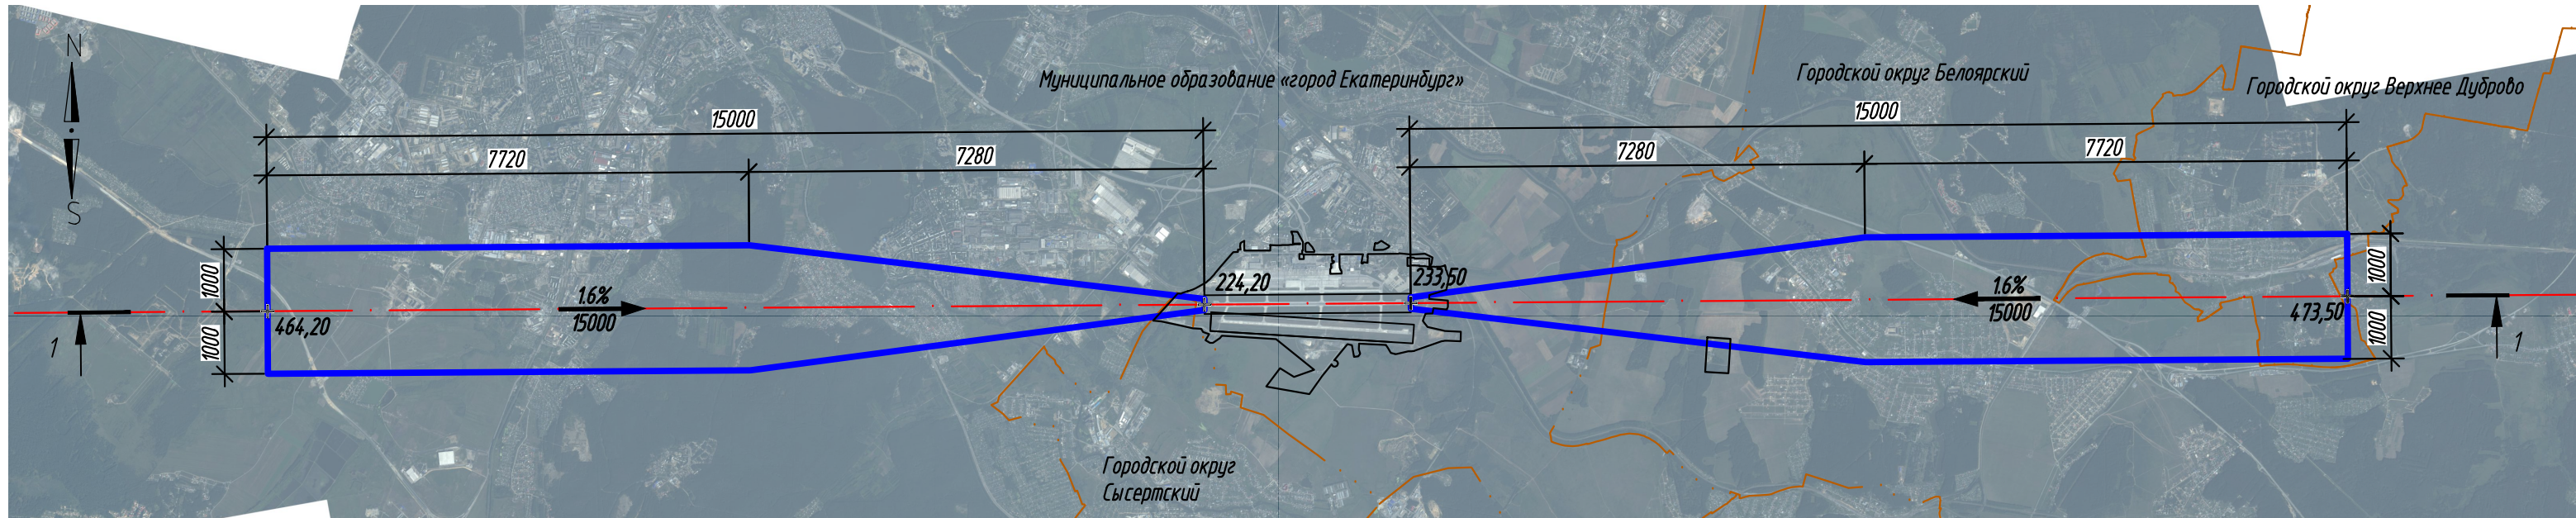 N
S
Муниципальное образование «город Екатеринбург»
Городской округ Белоярский
Городской округ Верхнее Дуброво
15000
15000
7720
7280
7280
7720
1000
1000
1000
1000
224,20
233,50
1.6%
15000
1.6%
15000
464,20
473,50
1
1
Городской округ
Сысертский